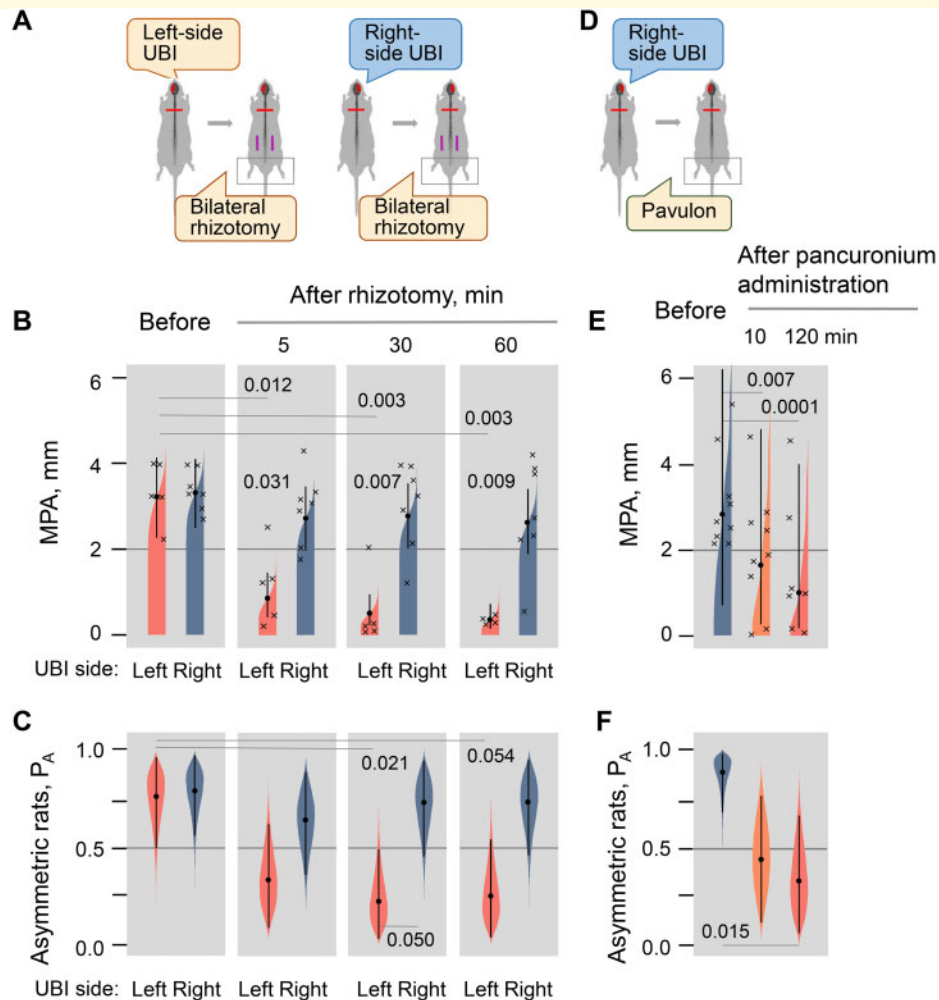 A
Left-side
UBI
Right-
side UBI
Bilateral
rhizotomy
Bilateral
rhizotomy
D
Right-
side UBI
Pavulon
B
Before
After rhizotomy, min
5
30
60
MPA, mm
6
4
2
0
0.012
0.003
0.003
0.031
0.007
0.009
UBI side: Left Right Left Right Left Right Left Right
E
Before
After pancuronium
administration
10
120 min
MPA, mm
6
4
2
0
0.007
0.0001
C
Asymmetric rats, PA
1.0
0.5
0.0
0.021
0.054
0.050
UBI side: Left Right Left Right Left Right Left Right
F
Asymmetric rats, PA
1.0
0.5
0.0
0.015